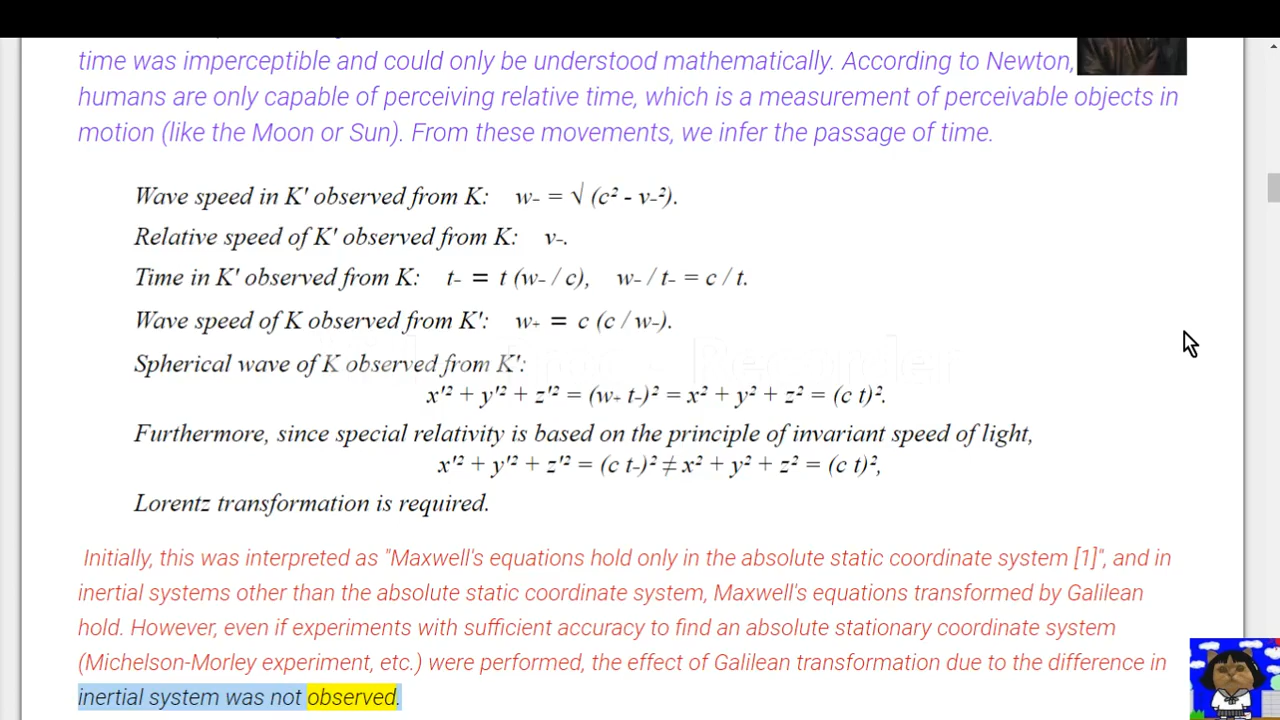 time was imperceptible and could only be understood mathematically. According to Newton,
humans are only capable of perceiving relative time, which is a measurement of perceivable objects in
motion (like the Moon or Sun). From these movements, we infer the passage of time.
Wave speed in K' observed from K: w₋ = √ (c² - v₋²).
Relative speed of K' observed from K: v₋.
Time in K' observed from K: t₋ = t (w₋ / c), w₋ / t₋ = c / t.
Wave speed of K observed from K': w₊ = c (c / w₋).
Spherical wave of K observed from K':
x'² + y'² + z'² = (w₊ t₋)² = x² + y² + z² = (c t)².
Furthermore, since special relativity is based on the principle of invariant speed of light,
x'² + y'² + z'² = (c t₋)² ≠ x² + y² + z² = (c t)²,
Lorentz transformation is required.
Initially, this was interpreted as "Maxwell's equations hold only in the absolute static coordinate system [1]", and in
inertial systems other than the absolute static coordinate system, Maxwell's equations transformed by Galilean
hold. However, even if experiments with sufficient accuracy to find an absolute stationary coordinate system
(Michelson-Morley experiment, etc.) were performed, the effect of Galilean transformation due to the difference in
inertial system was not observed.